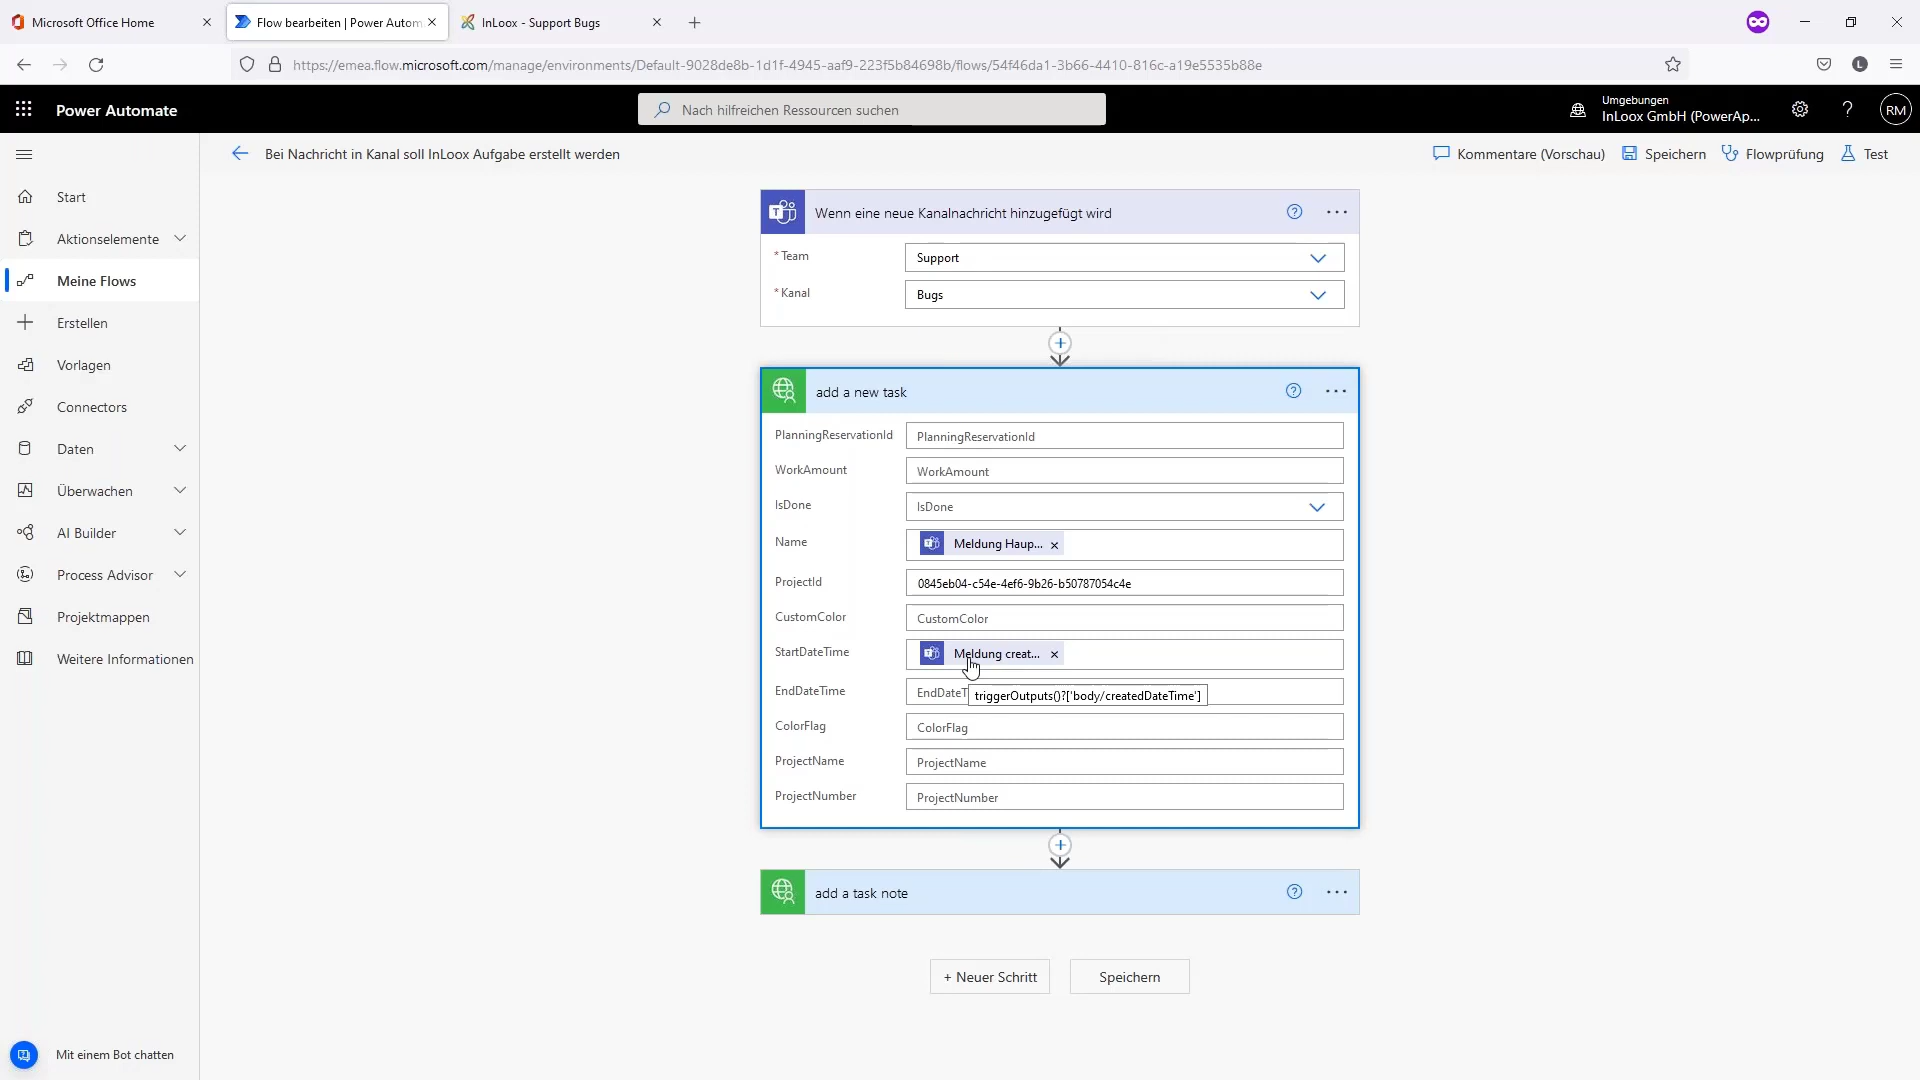 Microsoft Office Home
Flow bearbeiten | Power Autom
InLoox - Support Bugs
https://emea.flow.microsoft.com/manage/environments/Default-9028de8b-1d1f-4945-aaf9-223f5b84698b/flows/54f46da1-3b66-4410-816c-a19e5535b88e
L
Power Automate
Nach hilfreichen Ressourcen suchen
Umgebungen
InLoox GmbH (PowerAp...
RM
Bei Nachricht in Kanal soll InLoox Aufgabe erstellt werden
Kommentare (Vorschau)
Speichern
Flowprüfung
Test
Start
Aktionselemente
Meine Flows
Erstellen
Vorlagen
Connectors
Daten
Überwachen
AI Builder
Process Advisor
Projektmappen
Weitere Informationen
Mit einem Bot chatten
Wenn eine neue Kanalnachricht hinzugefügt wird
* Team
Support
* Kanal
Bugs
add a new task
PlanningReservationId
PlanningReservationId
WorkAmount
WorkAmount
IsDone
IsDone
Name
Meldung Haup...
ProjectId
0845eb04-c54e-4ef6-9b26-b50787054c4e
CustomColor
CustomColor
StartDateTime
Meldung creat...
EndDateTime
EndDateT
triggerOutputs()?['body/createdDateTime']
ColorFlag
ColorFlag
ProjectName
ProjectName
ProjectNumber
ProjectNumber
add a task note
+ Neuer Schritt
Speichern